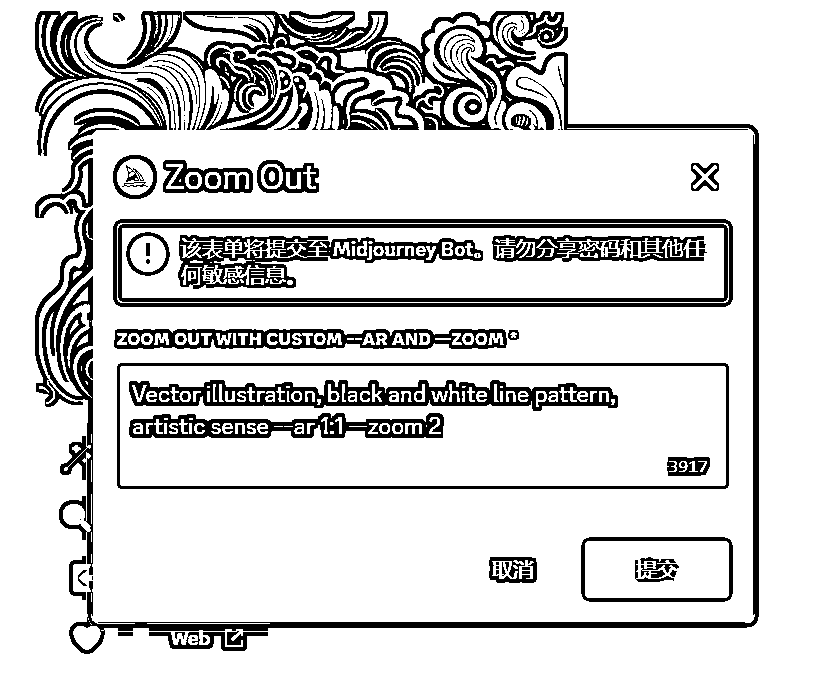 Zoom Out
该表单将提交至 Midjourney Bot。请勿分享密码和其他任
何敏感信息。
ZOOM OUT WITH CUSTOM --AR AND --ZOOM *
Vector illustration, black and white line pattern,
artistic sense --ar 1:1 --zoom 2
3917
取消
提交
Web